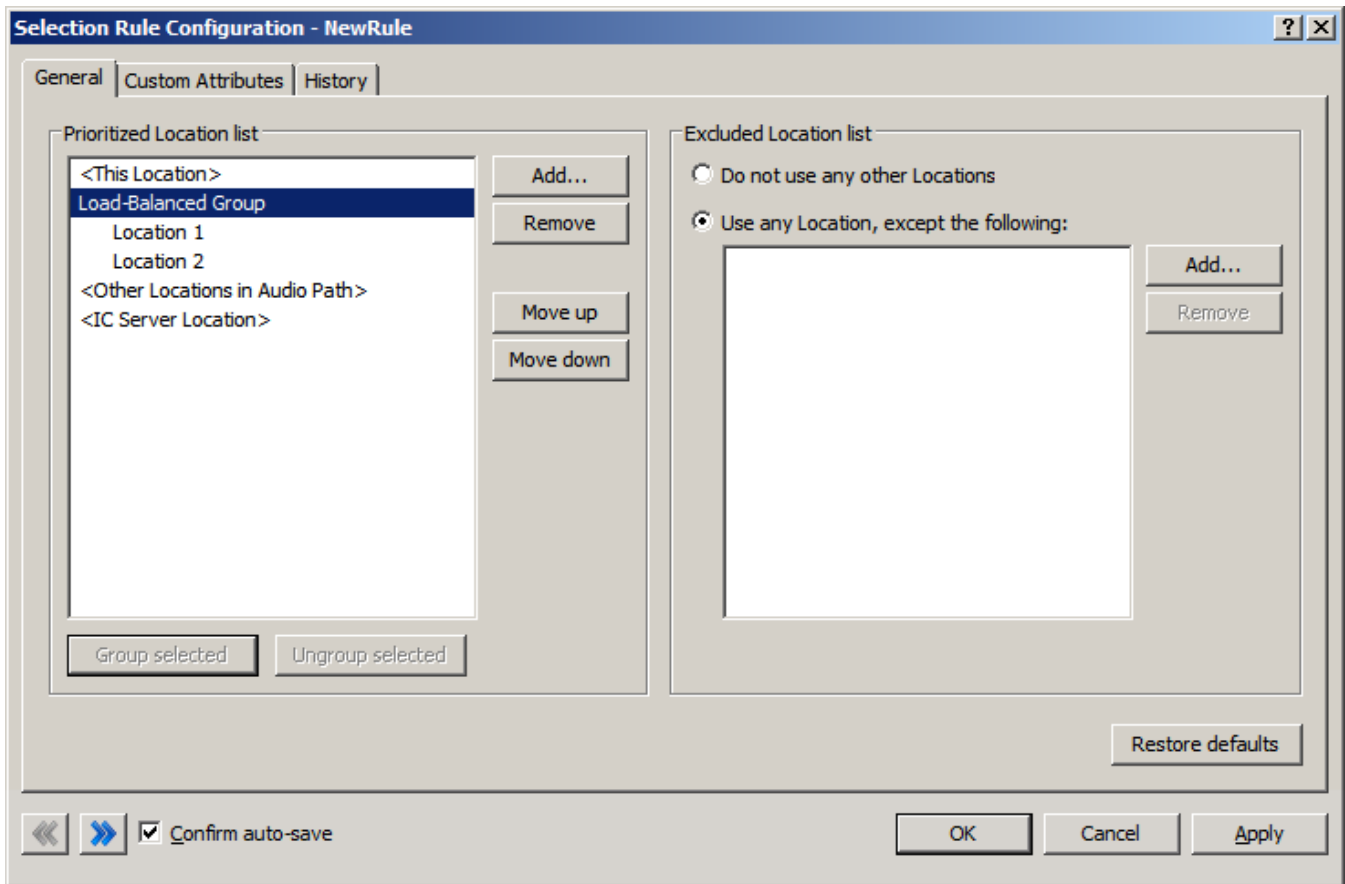 Selection Rule Configuration - NewRule
General Custom Attributes History
Prioritized Location list
<This Location>
Load-Balanced Group
Location 1
Location 2
<Other Locations in Audio Path>
<IC Server Location>
Add...
Remove
Move up
Move down
Group selected Ungroup selected
Excluded Location list
Do not use any other Locations
Use any Location, except the following:
Add...
Remove
Restore defaults
Confirm auto-save
OK Cancel Apply